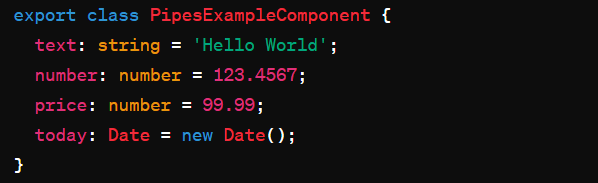 export class PipesExampleComponent {
  text: string = 'Hello World';
  number: number = 123.4567;
  price: number = 99.99;
  today: Date = new Date();
}